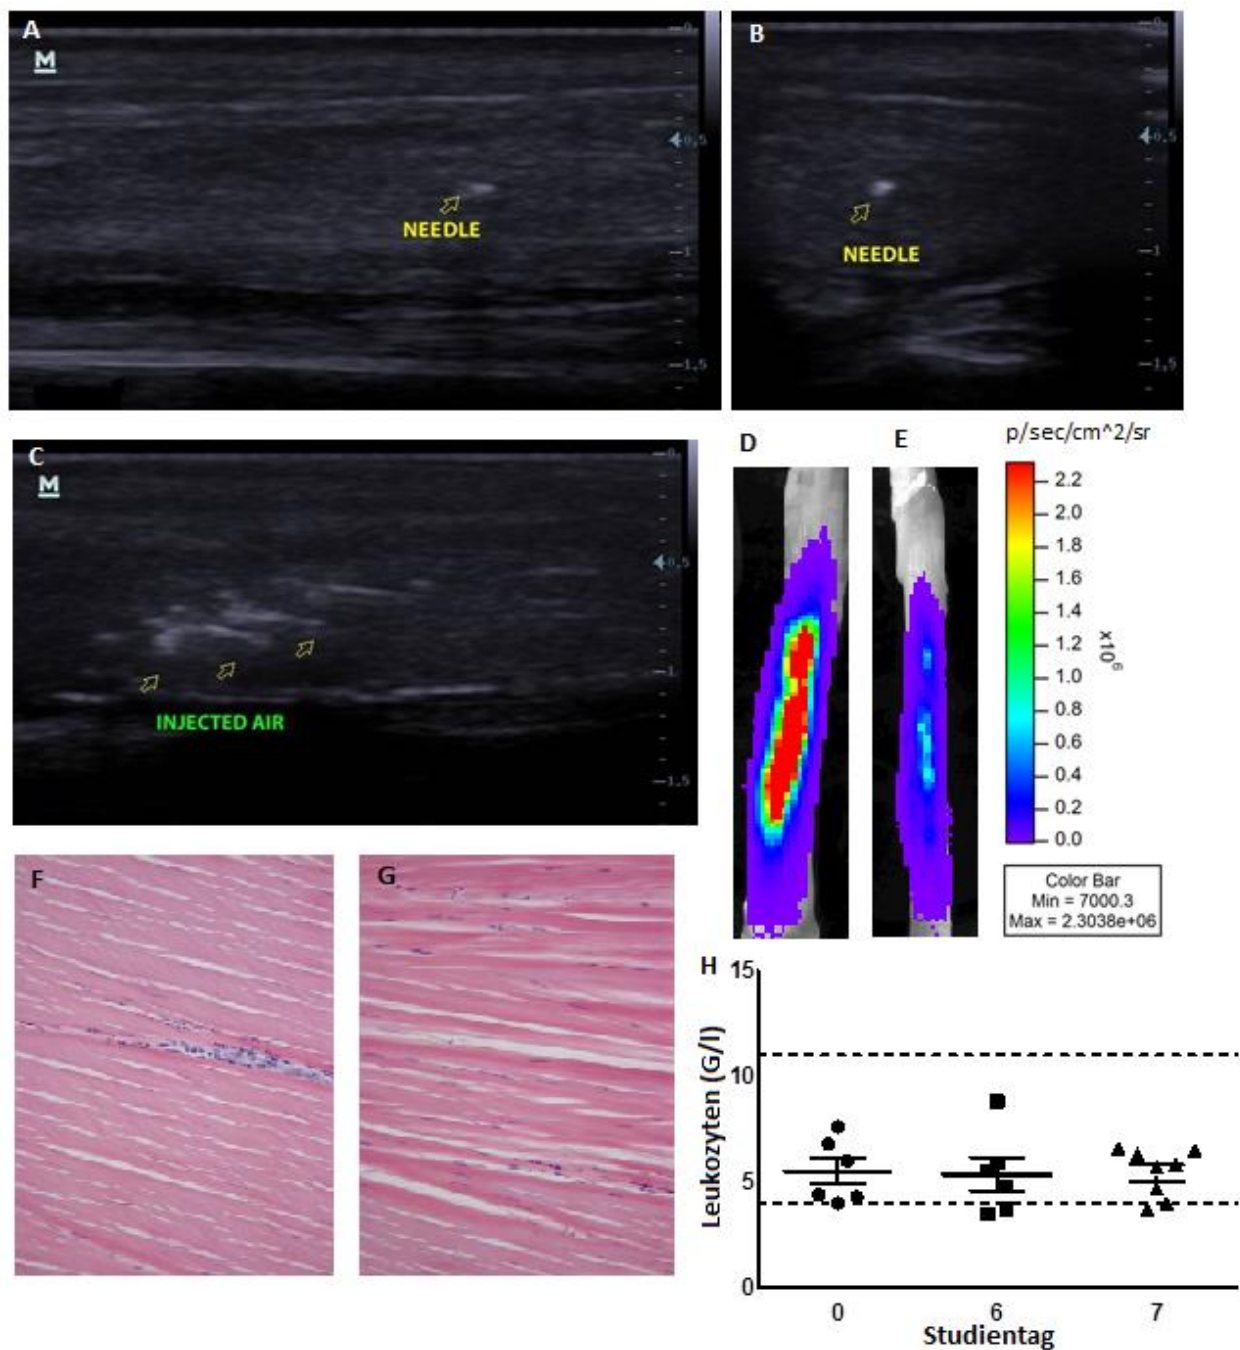 A
M
0
0.5
1
1.5
NEEDLE
B
0
0.5
1
1.5
NEEDLE
C
M
0
0.5
1
1.5
INJECTED AIR
D
E
p/sec/cm^2/sr
2.2
2.0
1.8
1.6
1.4
1.2
1.0
0.8
0.6
0.4
0.2
0.0
x10^6
Color Bar
Min = 7000.3
Max = 2.3038e+06
F
G
H
15
10
5
0
Leukozyten (G/l)
0 6 7
Studientag